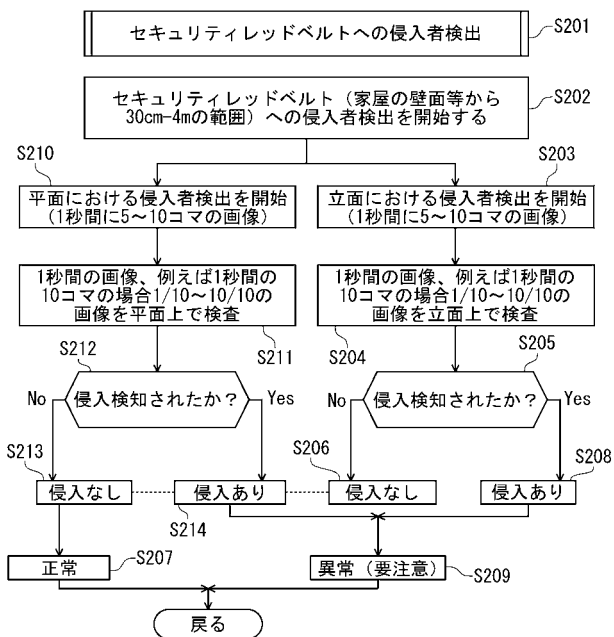 セキュリティレッドベルトへの侵入者検出
S201
セキュリティレッドベルト（家屋の壁面等から
30cm-4mの範囲）への侵入者検出を開始する
S202
S210
平面における侵入者検出を開始
(1秒間に5～10コマの画像)
S203
立面における侵入者検出を開始
(1秒間に5～10コマの画像)
1秒間の画像、例えば1秒間の
10コマの場合1/10～10/10の
画像を平面上で検査
S211
1秒間の画像、例えば1秒間の
10コマの場合1/10～10/10の
画像を立面上で検査
S204
S212
No
侵入検知されたか？
Yes
S205
No
侵入検知されたか？
Yes
S213
侵入なし
侵入あり
S214
S206
侵入なし
侵入あり
S208
正常
S207
異常（要注意）
S209
戻る